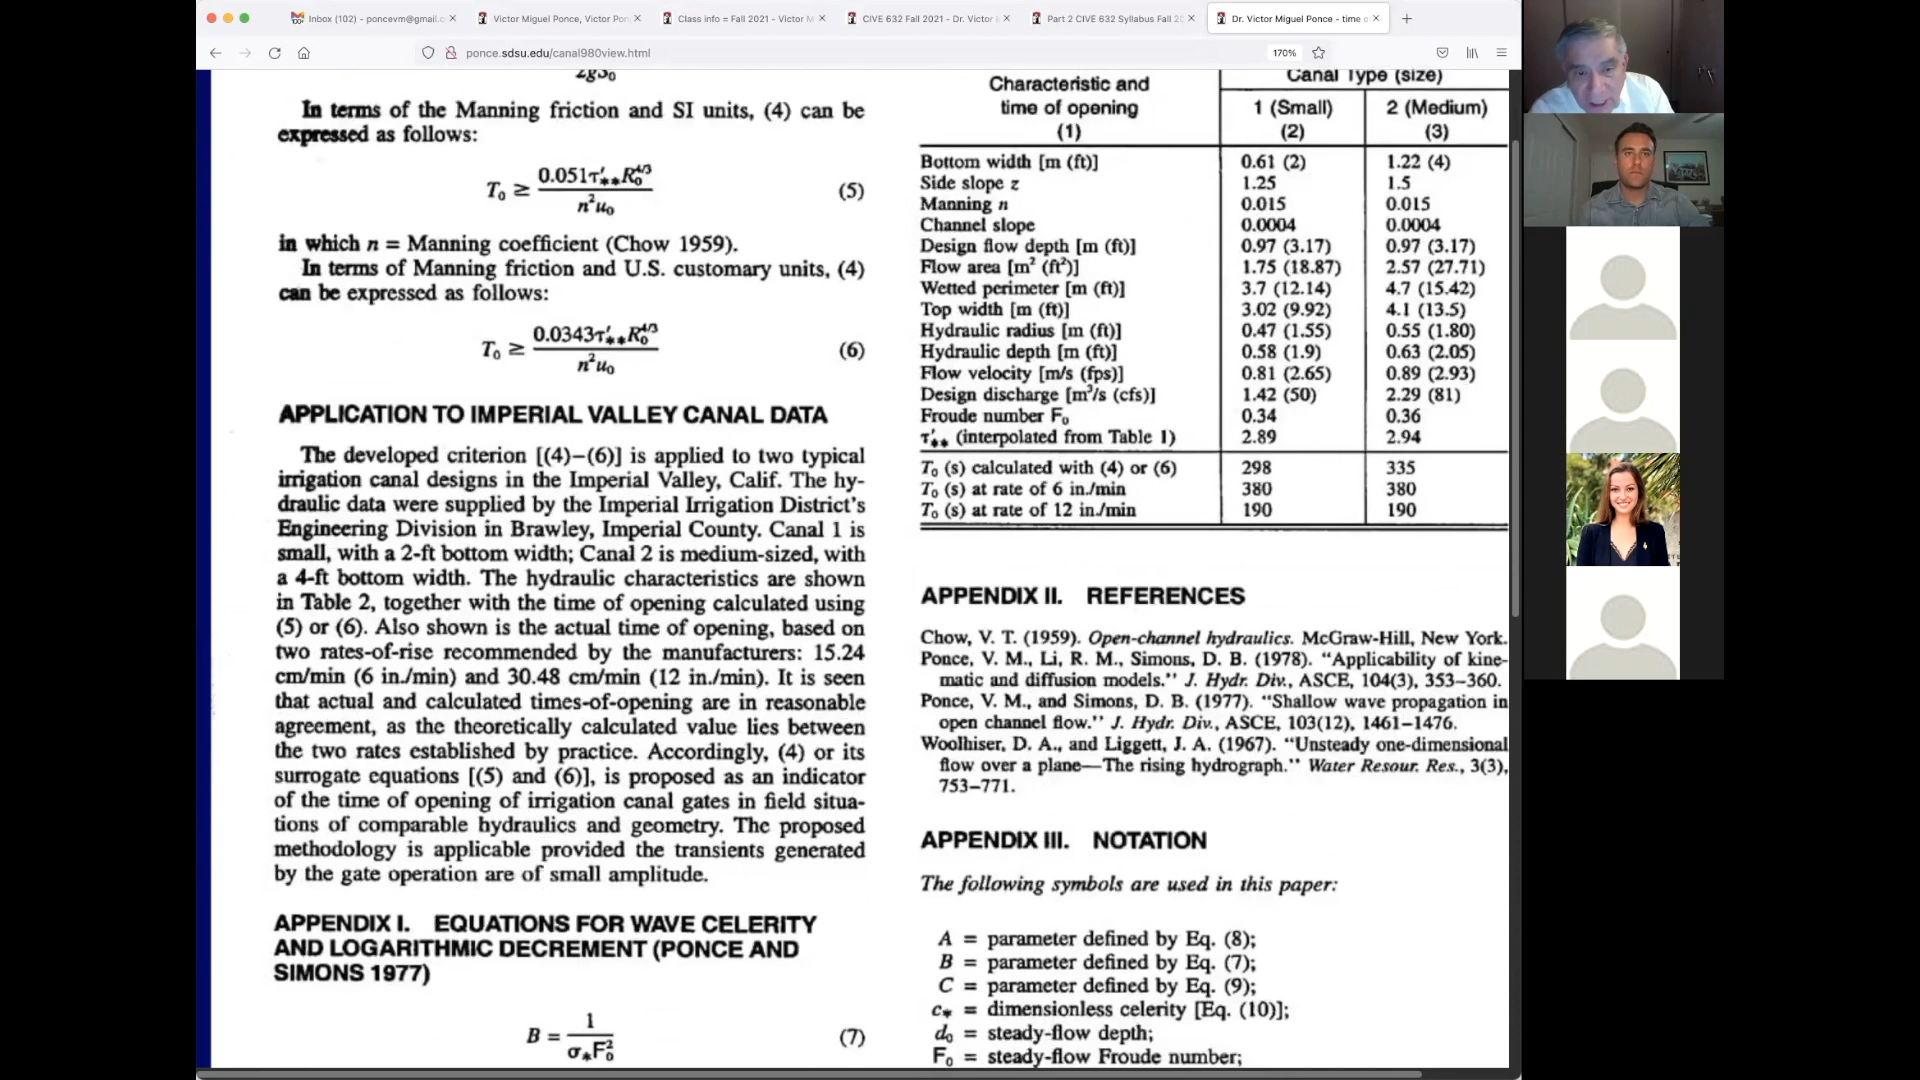 Inbox (102) - poncevm@gmail.c
Victor Miguel Ponce, Victor Pon
Class info = Fall 2021 - Victor M
CIVE 632 Fall 2021 - Dr. Victor
Part 2 CIVE 632 Syllabus Fall 20
Dr. Victor Miguel Ponce - time o
ponce.sdsu.edu/canal980view.html
170%
2gS₀
In terms of the Manning friction and SI units, (4) can be
expressed as follows:
T₀ ≥ 0.051τ′**R₀^4/3 / n²u₀ (5)
in which n = Manning coefficient (Chow 1959).
In terms of Manning friction and U.S. customary units, (4)
can be expressed as follows:
T₀ ≥ 0.0343τ′**R₀^4/3 / n²u₀ (6)
APPLICATION TO IMPERIAL VALLEY CANAL DATA
The developed criterion [(4)–(6)] is applied to two typical
irrigation canal designs in the Imperial Valley, Calif. The hy-
draulic data were supplied by the Imperial Irrigation District's
Engineering Division in Brawley, Imperial County. Canal 1 is
small, with a 2-ft bottom width; Canal 2 is medium-sized, with
a 4-ft bottom width. The hydraulic characteristics are shown
in Table 2, together with the time of opening calculated using
(5) or (6). Also shown is the actual time of opening, based on
two rates-of-rise recommended by the manufacturers: 15.24
cm/min (6 in./min) and 30.48 cm/min (12 in./min). It is seen
that actual and calculated times-of-opening are in reasonable
agreement, as the theoretically calculated value lies between
the two rates established by practice. Accordingly, (4) or its
surrogate equations [(5) and (6)], is proposed as an indicator
of the time of opening of irrigation canal gates in field situa-
tions of comparable hydraulics and geometry. The proposed
methodology is applicable provided the transients generated
by the gate operation are of small amplitude.
APPENDIX I. EQUATIONS FOR WAVE CELERITY
AND LOGARITHMIC DECREMENT (PONCE AND
SIMONS 1977)
B = 1 / σ*F₀² (7)
Canal Type (size)
Characteristic and
time of opening
(1)
1 (Small)
(2)
2 (Medium)
(3)
Bottom width [m (ft)] 0.61 (2) 1.22 (4)
Side slope z 1.25 1.5
Manning n 0.015 0.015
Channel slope 0.0004 0.0004
Design flow depth [m (ft)] 0.97 (3.17) 0.97 (3.17)
Flow area [m² (ft²)] 1.75 (18.87) 2.57 (27.71)
Wetted perimeter [m (ft)] 3.7 (12.14) 4.7 (15.42)
Top width [m (ft)] 3.02 (9.92) 4.1 (13.5)
Hydraulic radius [m (ft)] 0.47 (1.55) 0.55 (1.80)
Hydraulic depth [m (ft)] 0.58 (1.9) 0.63 (2.05)
Flow velocity [m/s (fps)] 0.81 (2.65) 0.89 (2.93)
Design discharge [m³/s (cfs)] 1.42 (50) 2.29 (81)
Froude number F₀ 0.34 0.36
τ′** (interpolated from Table 1) 2.89 2.94
T₀ (s) calculated with (4) or (6) 298 335
T₀ (s) at rate of 6 in./min 380 380
T₀ (s) at rate of 12 in./min 190 190
APPENDIX II. REFERENCES
Chow, V. T. (1959). Open-channel hydraulics. McGraw-Hill, New York.
Ponce, V. M., Li, R. M., Simons, D. B. (1978). “Applicability of kine-
matic and diffusion models.” J. Hydr. Div., ASCE, 104(3), 353–360.
Ponce, V. M., and Simons, D. B. (1977). “Shallow wave propagation in
open channel flow.” J. Hydr. Div., ASCE, 103(12), 1461–1476.
Woolhiser, D. A., and Liggett, J. A. (1967). “Unsteady one-dimensional
flow over a plane—The rising hydrograph.” Water Resour. Res., 3(3),
753–771.
APPENDIX III. NOTATION
The following symbols are used in this paper:
A = parameter defined by Eq. (8);
B = parameter defined by Eq. (7);
C = parameter defined by Eq. (9);
c* = dimensionless celerity [Eq. (10)];
d₀ = steady-flow depth;
F₀ = steady-flow Froude number;